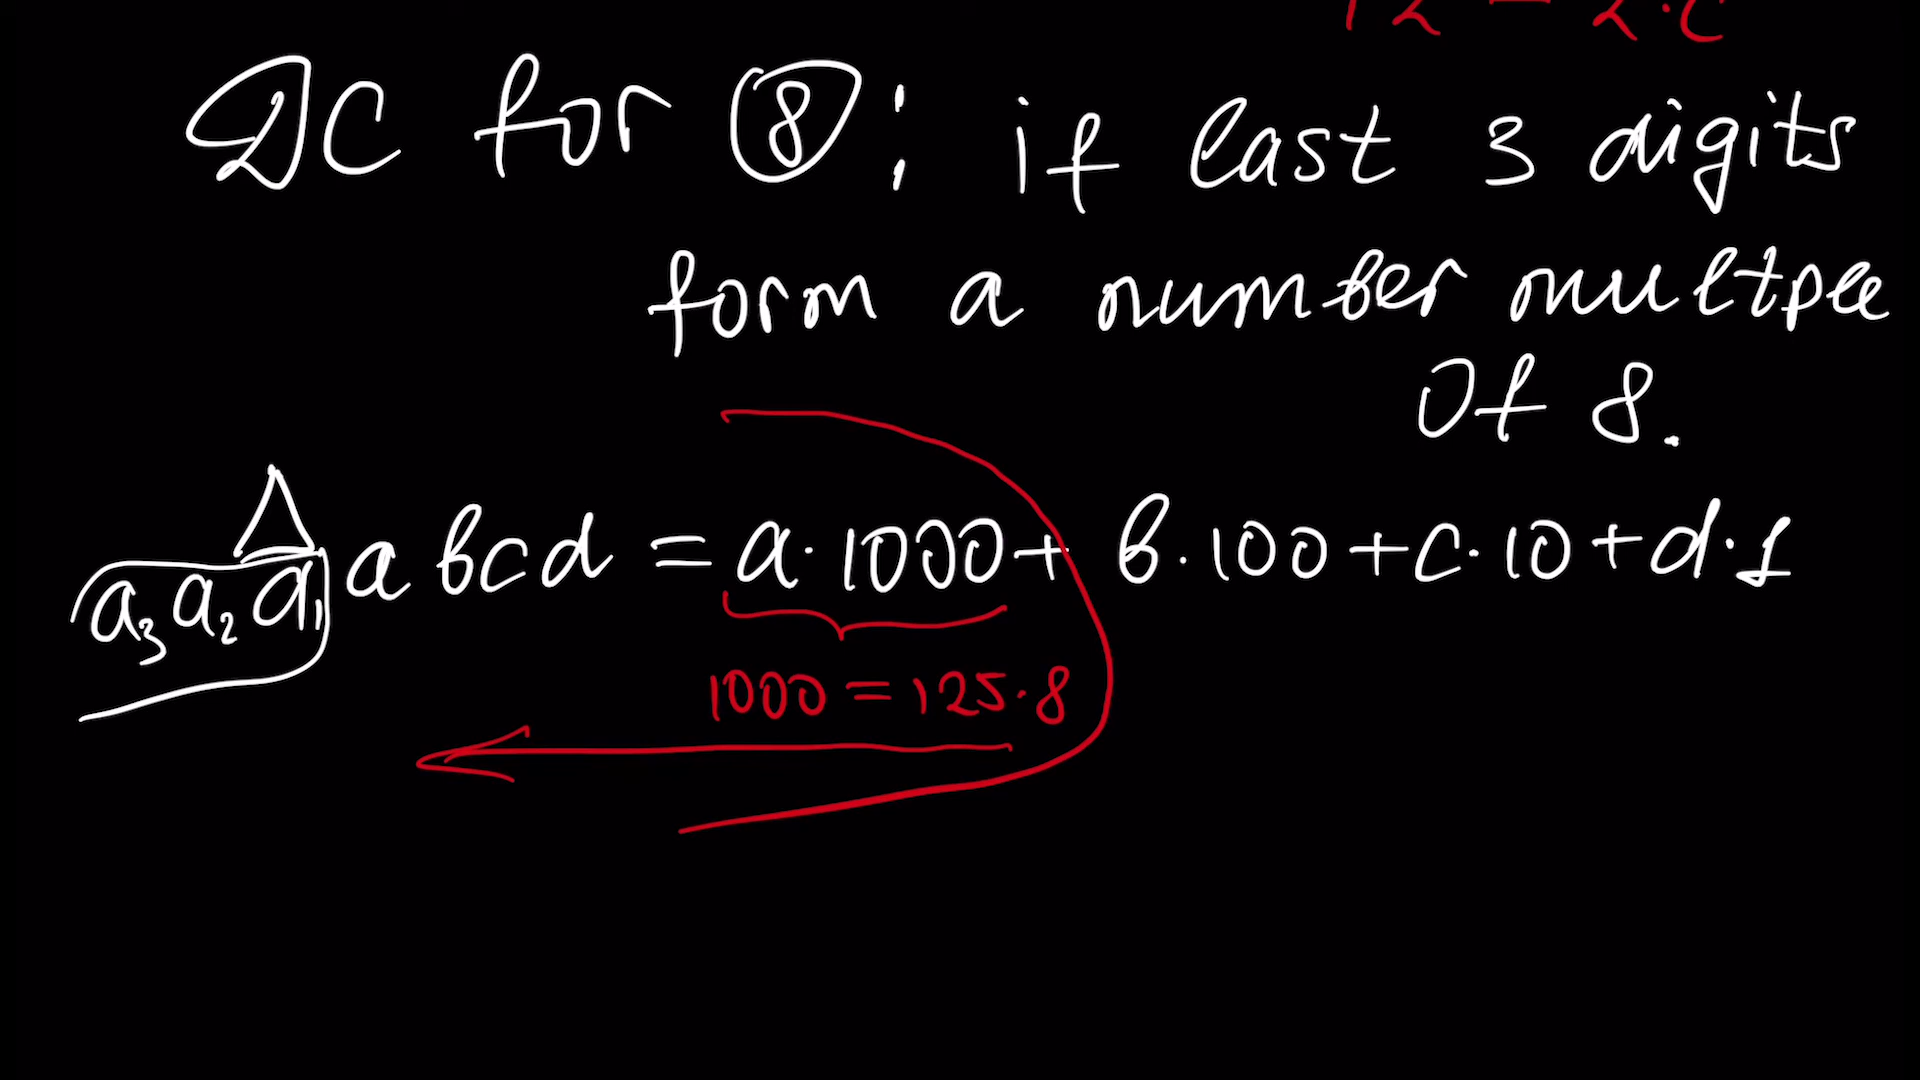 DC for 8: if last 3 digits
form a number multple
Of 8.
a₃a₂a₁ abcd = a·1000 + b·100 + c·10 + d·1
1000 = 125·8